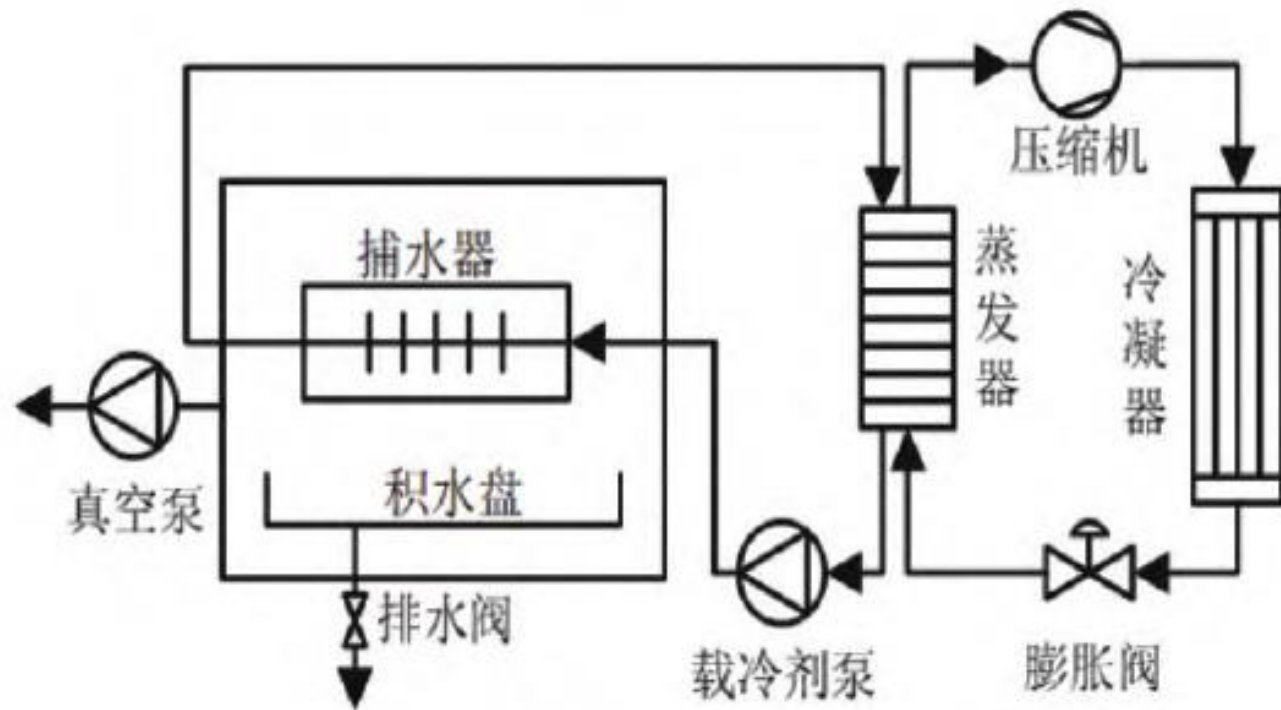 压缩机
捕水器
蒸发器
冷凝器
积水盘
真空泵
排水阀
载冷剂泵
膨胀阀